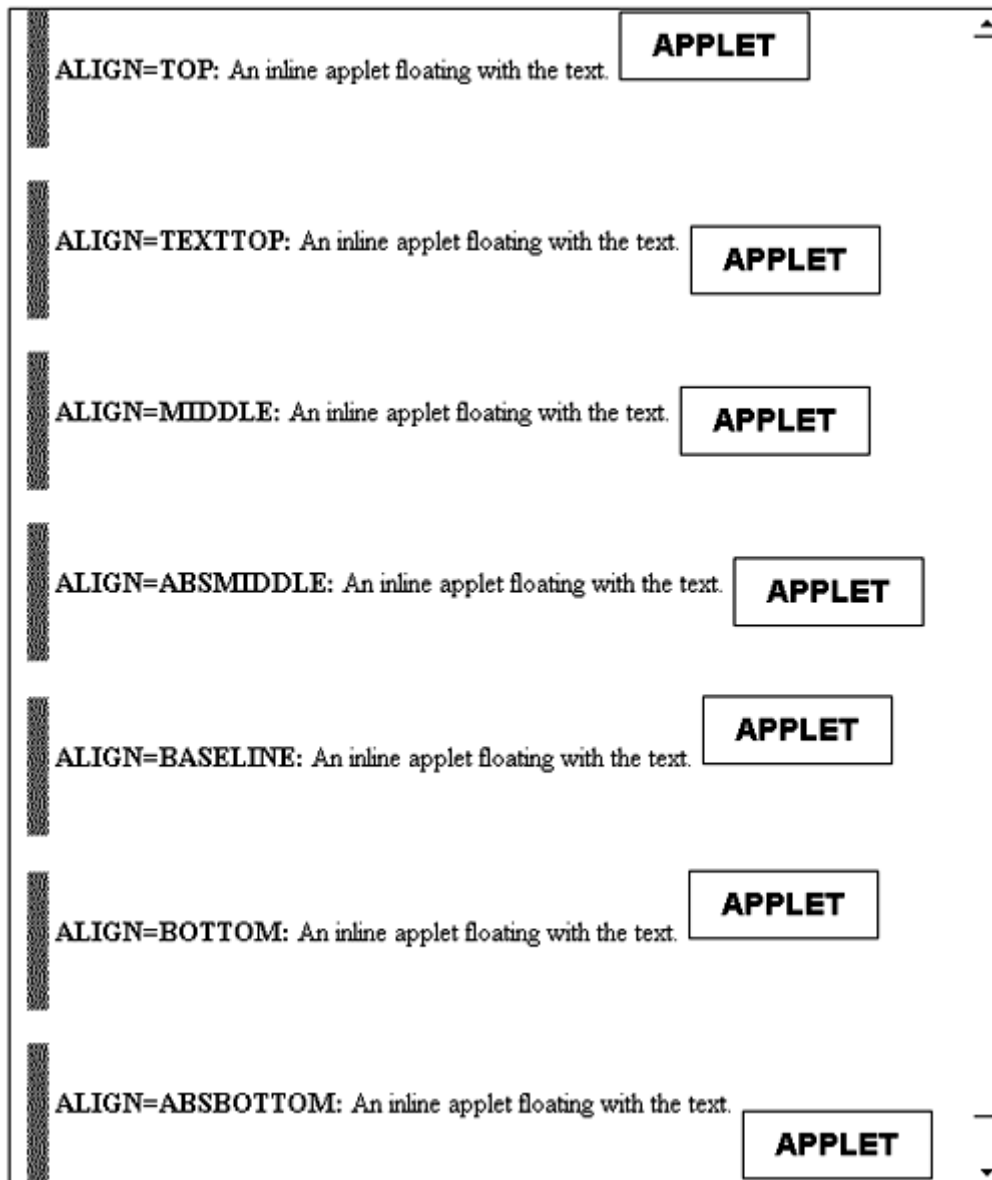 ALIGN=TOP: An inline applet floating with the text. APPLET
ALIGN=TEXTTOP: An inline applet floating with the text. APPLET
ALIGN=MIDDLE: An inline applet floating with the text. APPLET
ALIGN=ABSMIDDLE: An inline applet floating with the text. APPLET
ALIGN=BASELINE: An inline applet floating with the text. APPLET
ALIGN=BOTTOM: An inline applet floating with the text. APPLET
ALIGN=ABSBOTTOM: An inline applet floating with the text. APPLET